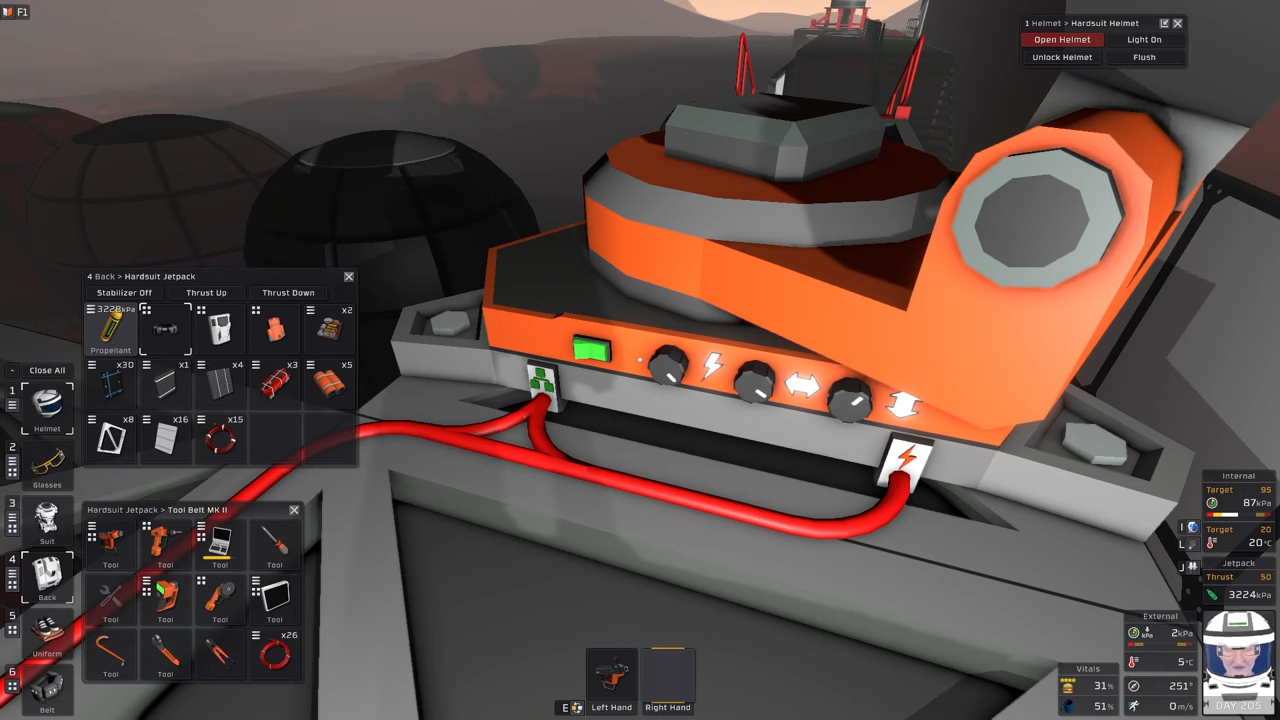 F1
1 Helmet > Hardsuit Helmet
Open Helmet
Light On
Unlock Helmet
Flush
4 Back > Hardsuit Jetpack
Stabilizer Off
Thrust Up
Thrust Down
3228kPa
x2
Propellant
x30
x1
x4
x3
x5
x8
x16
x15
Close All
1
Helmet
2
Glasses
3
Suit
4
Back
5
Uniform
6
Belt
Hardsuit Jetpack > Tool Belt MK II
Tool
Tool
Tool
Tool
Tool
Tool
Tool
Tool
Tool
Tool
Tool
x26
Tool
E
Left Hand
Right Hand
Internal
Target 95
87kPa
Target 20
20°C
Jetpack
Thrust 50
3224kPa
External
kPa
2kPa
5°C
Vitals
31%
51%
251°
0m/s
DAY 205